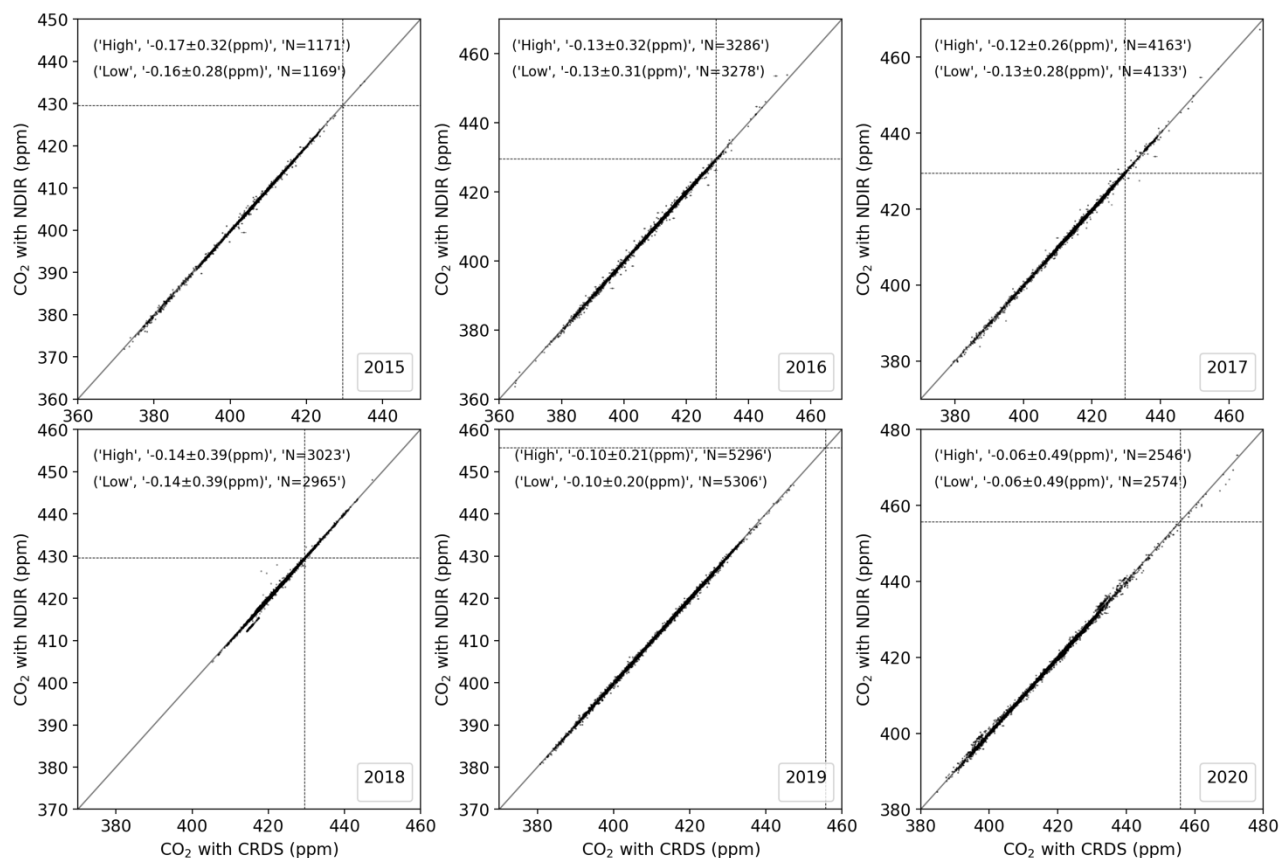 450
440
430
420
410
400
390
380
370
360
CO2 with NDIR (ppm)
('High', '-0.17±0.32(ppm)', 'N=1171')
('Low', '-0.16±0.28(ppm)', 'N=1169')
2015
360 380 400 420 440
460
440
420
400
380
360
CO2 with NDIR (ppm)
('High', '-0.13±0.32(ppm)', 'N=3286')
('Low', '-0.13±0.31(ppm)', 'N=3278')
2016
360 380 400 420 440 460
460
440
420
400
380
CO2 with NDIR (ppm)
('High', '-0.12±0.26(ppm)', 'N=4163')
('Low', '-0.13±0.28(ppm)', 'N=4133')
2017
380 400 420 440 460
460
450
440
430
420
410
400
390
380
370
CO2 with NDIR (ppm)
('High', '-0.14±0.39(ppm)', 'N=3023')
('Low', '-0.14±0.39(ppm)', 'N=2965')
2018
380 400 420 440 460
CO2 with CRDS (ppm)
460
450
440
430
420
410
400
390
380
370
CO2 with NDIR (ppm)
('High', '-0.10±0.21(ppm)', 'N=5296')
('Low', '-0.10±0.20(ppm)', 'N=5306')
2019
380 400 420 440 460
CO2 with CRDS (ppm)
480
460
440
420
400
380
CO2 with NDIR (ppm)
('High', '-0.06±0.49(ppm)', 'N=2546')
('Low', '-0.06±0.49(ppm)', 'N=2574')
2020
380 400 420 440 460 480
CO2 with CRDS (ppm)